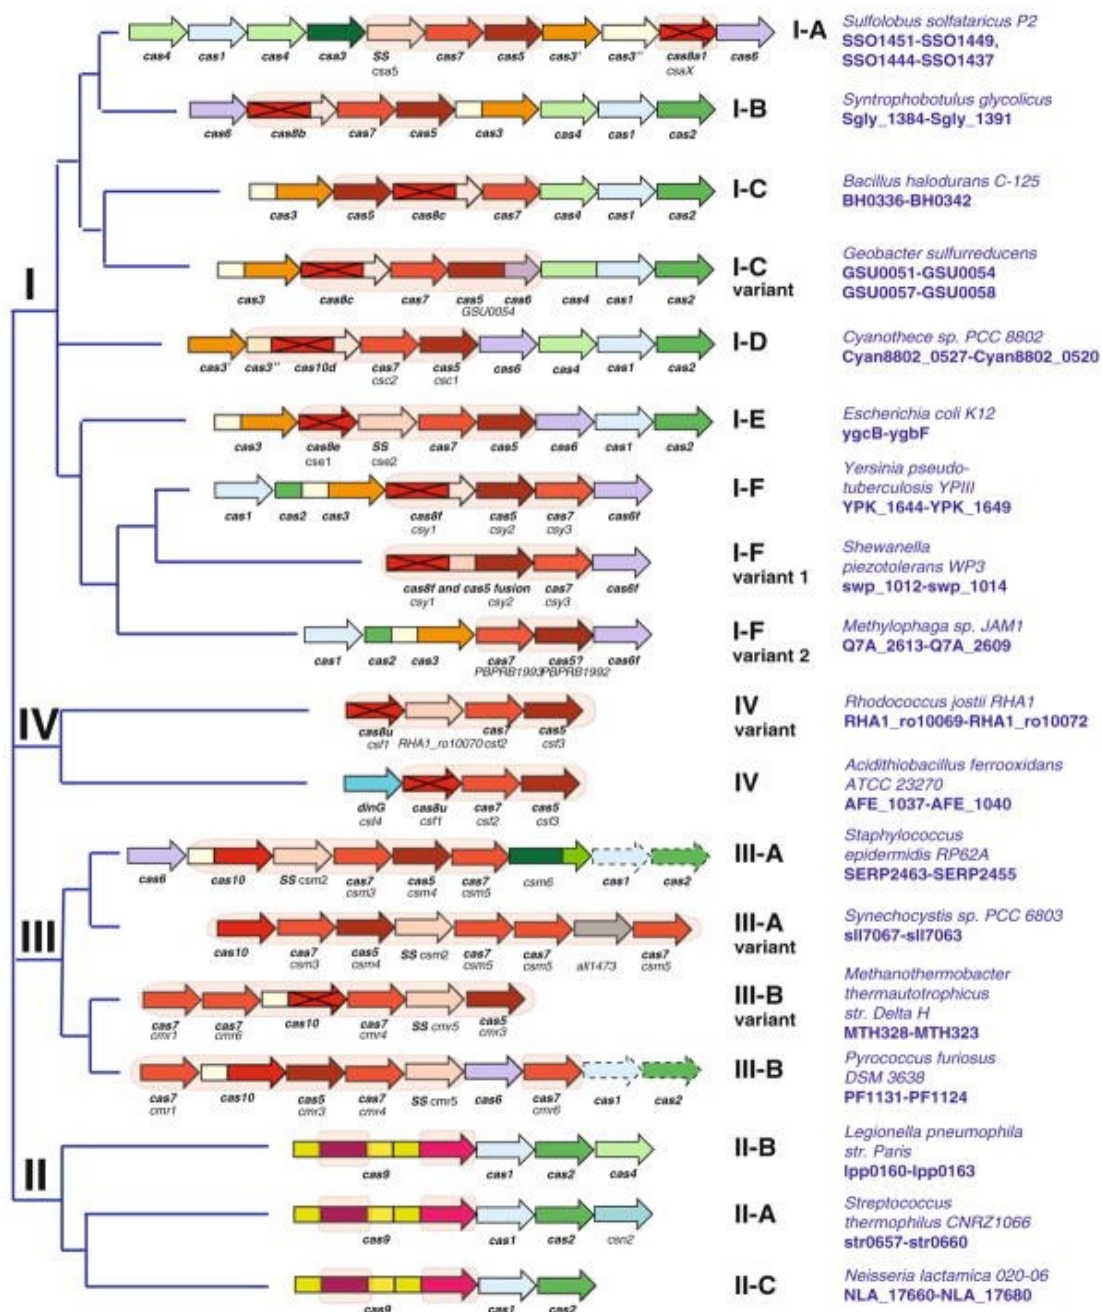 I
IV
III
II
cas4 cas1 cas4 csa3 SS cas7 cas5 cas3' cas3'' cas8a1 cas6
csa5 csaX
I-A
Sulfolobus solfataricus P2
SSO1451-SSO1449,
SSO1444-SSO1437
cas6 cas8b cas7 cas5 cas3 cas4 cas1 cas2
I-B
Syntrophobotulus glycolicus
Sgly_1384-Sgly_1391
cas3 cas5 cas8c cas7 cas4 cas1 cas2
I-C
Bacillus halodurans C-125
BH0336-BH0342
cas3 cas8c cas7 cas5 cas6 cas4 cas1 cas2
GSU0054
I-C
variant
Geobacter sulfurreducens
GSU0051-GSU0054
GSU0057-GSU0058
cas3' cas3'' cas10d cas7 cas5 cas6 cas4 cas1 cas2
csc2 csc1
I-D
Cyanothece sp. PCC 8802
Cyan8802_0527-Cyan8802_0520
cas3 cas8e SS cas7 cas5 cas6 cas1 cas2
cse1 cse2
I-E
Escherichia coli K12
ygcB-ygbF
cas1 cas2 cas3 cas8f cas5 cas7 cas6f
csy1 csy2 csy3
I-F
Yersinia pseudo-
tuberculosis YPIII
YPK_1644-YPK_1649
cas8f and cas5 fusion cas7 cas6f
csy1 csy2 csy3
I-F
variant 1
Shewanella
piezotolerans WP3
swp_1012-swp_1014
cas1 cas2 cas3 cas7 cas5? cas6f
PBPRB1993 PBPRB1992
I-F
variant 2
Methylophaga sp. JAM1
Q7A_2613-Q7A_2609
cas8u cas7 cas5
csf1 RHA1_ro10070 csf2 csf3
IV
variant
Rhodococcus jostii RHA1
RHA1_ro10069-RHA1_ro10072
dinG cas8u cas7 cas5
csf4 csf1 csf2 csf3
IV
Acidithiobacillus ferrooxidans
ATCC 23270
AFE_1037-AFE_1040
cas6 cas10 SS csm2 cas7 cas5 cas7 csm6 cas1 cas2
csm3 csm4 csm5
III-A
Staphylococcus
epidermidis RP62A
SERP2463-SERP2455
cas10 cas7 cas5 SS csm2 cas7 cas7 all1473 cas7
csm3 csm4 csm5 csm5 csm5
III-A
variant
Synechocystis sp. PCC 6803
sll7067-sll7063
cas7 cas7 cas10 cas7 SS cmr5 cas5
cmr1 cmr6 cmr4 cmr3
III-B
variant
Methanothermobacter
thermautotrophicus
str. Delta H
MTH328-MTH323
cas7 cas10 cas5 cas7 SS cmr5 cas6 cas7 cas1 cas2
cmr1 cmr3 cmr4 cmr6
III-B
Pyrococcus furiosus
DSM 3638
PF1131-PF1124
cas9 cas1 cas2 cas4
II-B
Legionella pneumophila
str. Paris
lpp0160-lpp0163
cas9 cas1 cas2 csn2
II-A
Streptococcus
thermophilus CNRZ1066
str0657-str0660
cas9 cas1 cas2
II-C
Neisseria lactamica 020-06
NLA_17660-NLA_17680